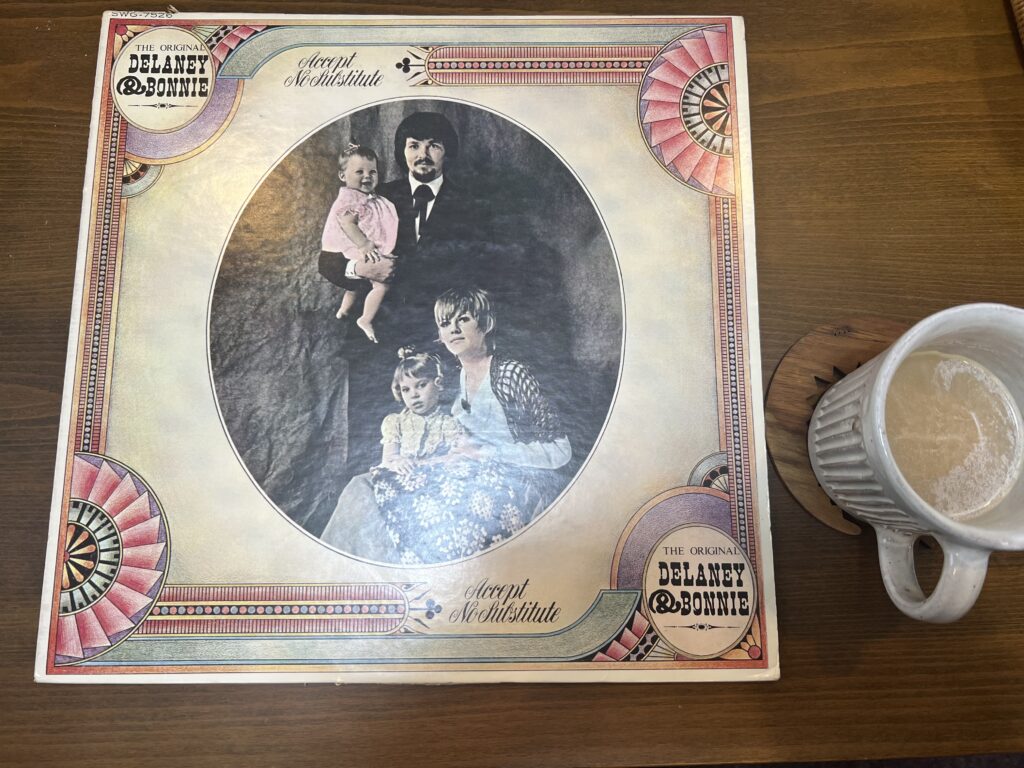 SWG-7526
THE ORIGINAL
DELANEY
& BONNIE
Accept
No Substitute
THE ORIGINAL
DELANEY
& BONNIE
Accept
No Substitute